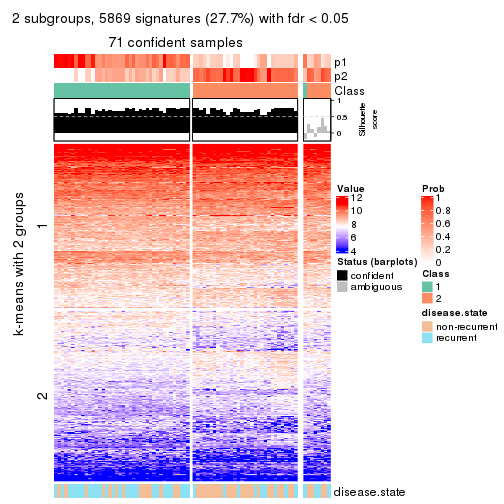 2 subgroups, 5869 signatures (27.7%) with fdr < 0.05
71 confident samples
p1
p2
Class
1
0.5
0
Silhouette
score
k-means with 2 groups
1
2
disease.state
Value
12
10
8
6
4
Status (barplots)
confident
ambiguous
Prob
1
0.8
0.6
0.4
0.2
0
Class
1
2
disease.state
non-recurrent
recurrent